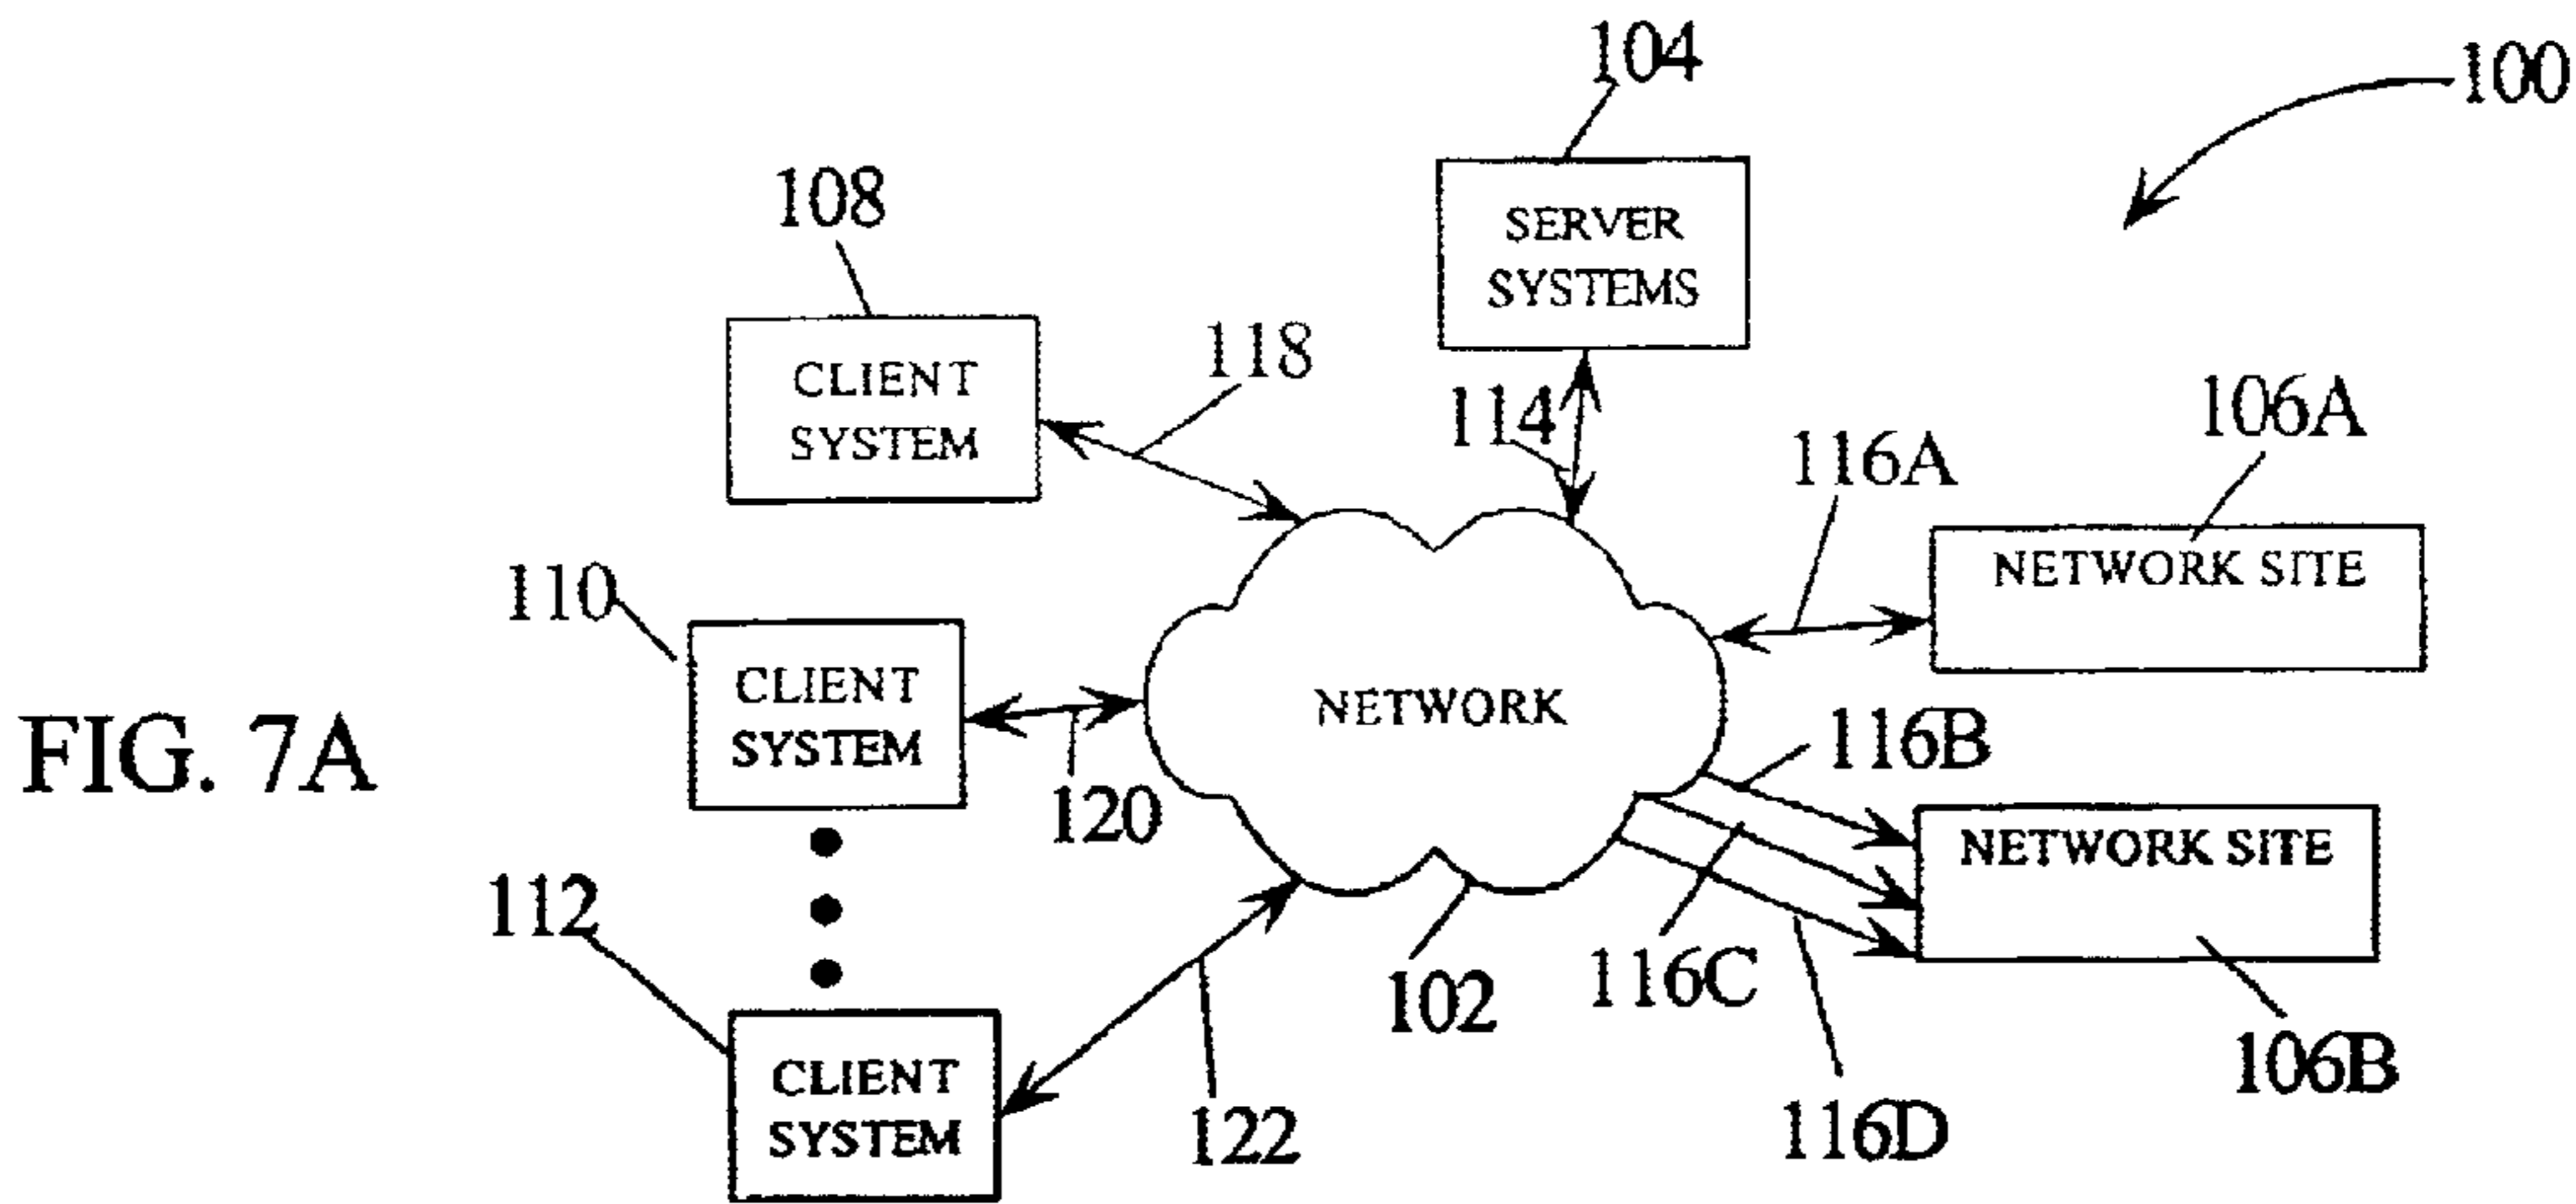 104
100
108
SERVER
SYSTEMS
118
CLIENT
SYSTEM
114
106A
116A
NETWORK SITE
110
CLIENT
SYSTEM
NETWORK
FIG. 7A
116B
120
NETWORK SITE
112
116C
102
106B
CLIENT
SYSTEM
122
116D